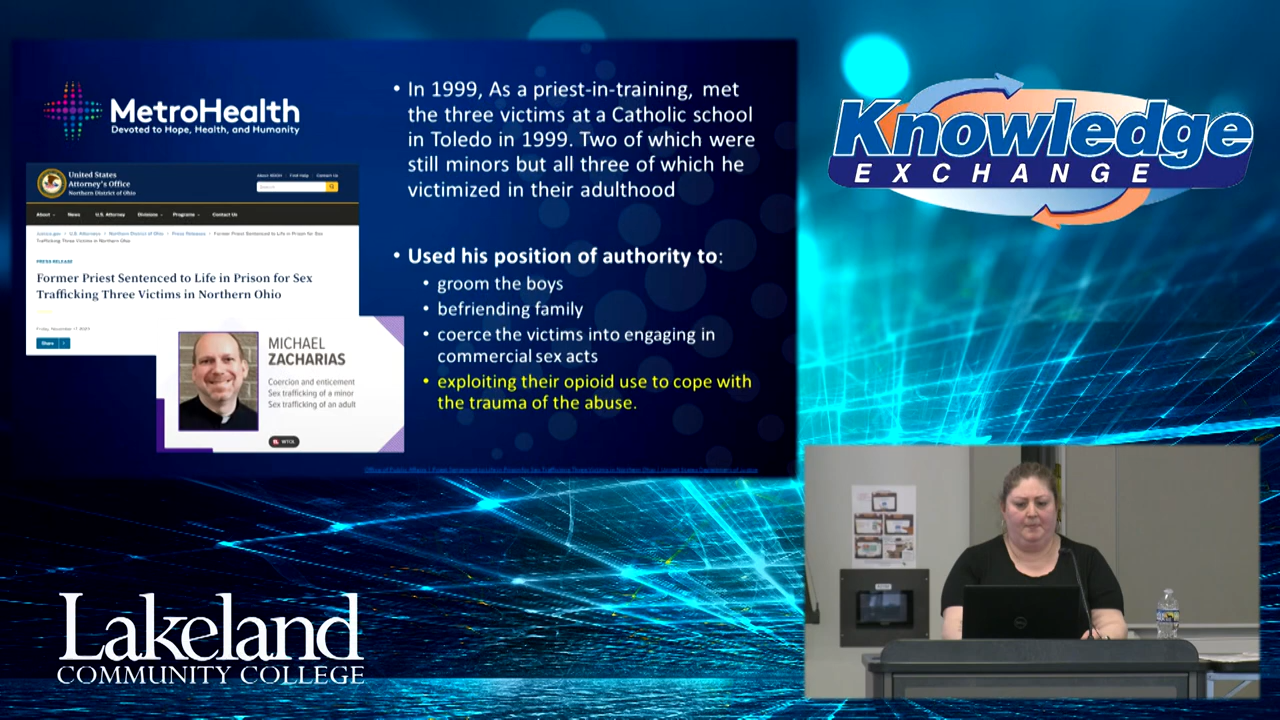 MetroHealth
Devoted to Hope, Health, and Humanity
United States
Attorney's Office
Northern District of Ohio
About USAO Find Help Contact Us
Search
About News U.S. Attorney Divisions Programs Contact Us
Justice.gov > U.S. Attorneys > Northern District of Ohio > Press Releases > Former Priest Sentenced to Life in Prison for Sex
Trafficking Three Victims in Northern Ohio
PRESS RELEASE
Former Priest Sentenced to Life in Prison for Sex
Trafficking Three Victims in Northern Ohio
Share
MICHAEL
ZACHARIAS
Coercion and enticement
Sex trafficking of a minor
Sex trafficking of an adult
WTOL
• In 1999, As a priest-in-training, met
the three victims at a Catholic school
in Toledo in 1999. Two of which were
still minors but all three of which he
victimized in their adulthood
• Used his position of authority to:
• groom the boys
• befriending family
• coerce the victims into engaging in
commercial sex acts
• exploiting their opioid use to cope with
the trauma of the abuse.
Knowledge
EXCHANGE
Lakeland
COMMUNITY COLLEGE
DELL